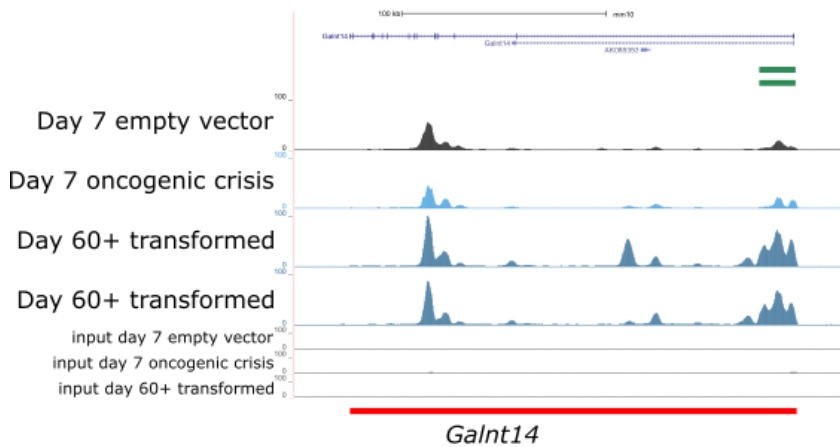 100 kb mm10
Galnt14
Galnt14
100
Day 7 empty vector
0
100
Day 7 oncogenic crisis
0
100
Day 60+ transformed
0
100
Day 60+ transformed
0
100
input day 7 empty vector
0
100
input day 7 oncogenic crisis
0
100
input day 60+ transformed
0
Galnt14